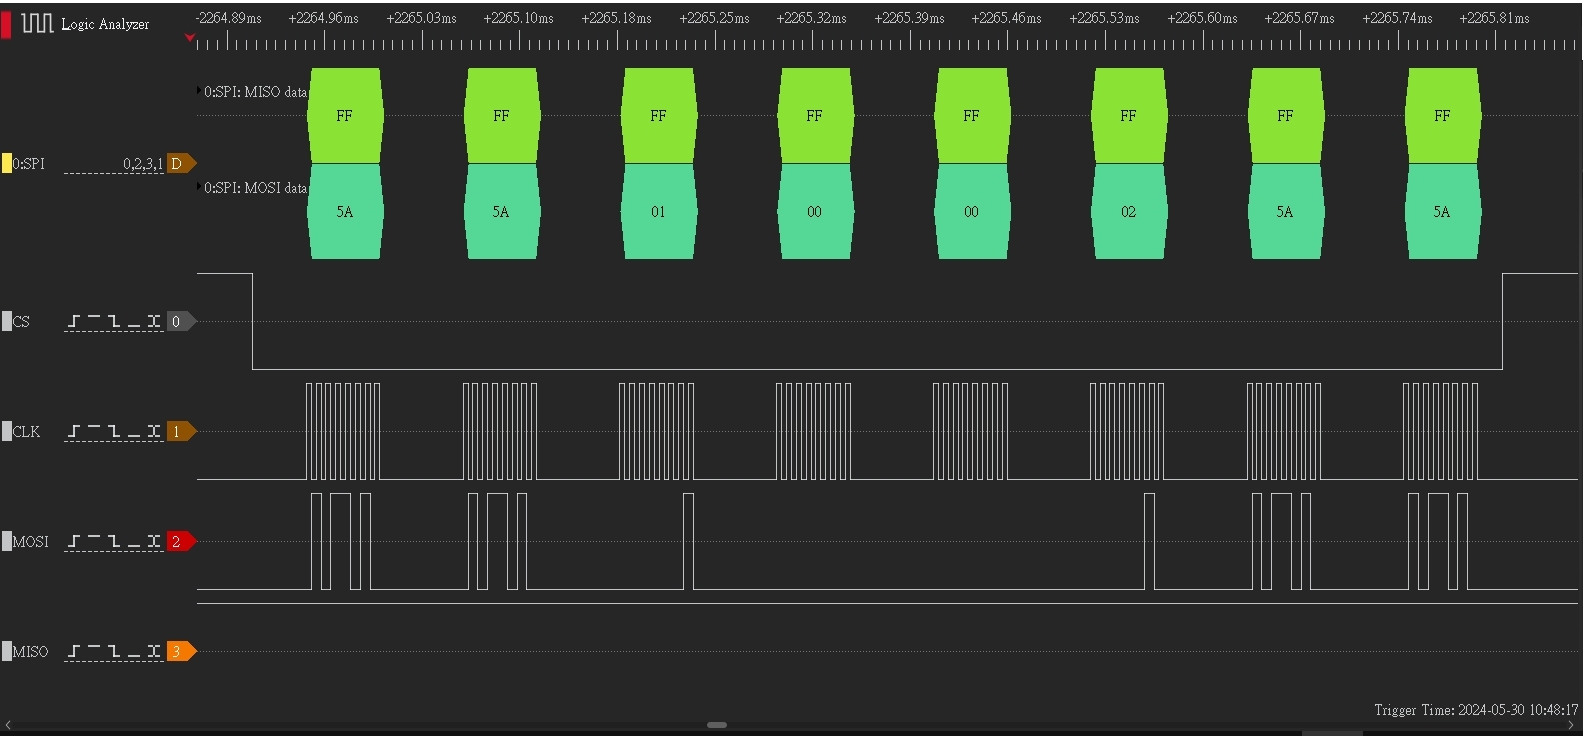 Logic Analyzer
-2264.89ms +2264.96ms +2265.03ms +2265.10ms +2265.18ms +2265.25ms +2265.32ms +2265.39ms +2265.46ms +2265.53ms +2265.60ms +2265.67ms +2265.74ms +2265.81ms
0:SPI: MISO data FF FF FF FF FF FF FF FF
0:SPI 0,2,3,1 D
0:SPI: MOSI data 5A 5A 01 00 00 02 5A 5A
CS 0
CLK 1
MOSI 2
MISO 3
Trigger Time: 2024-05-30 10:48:17